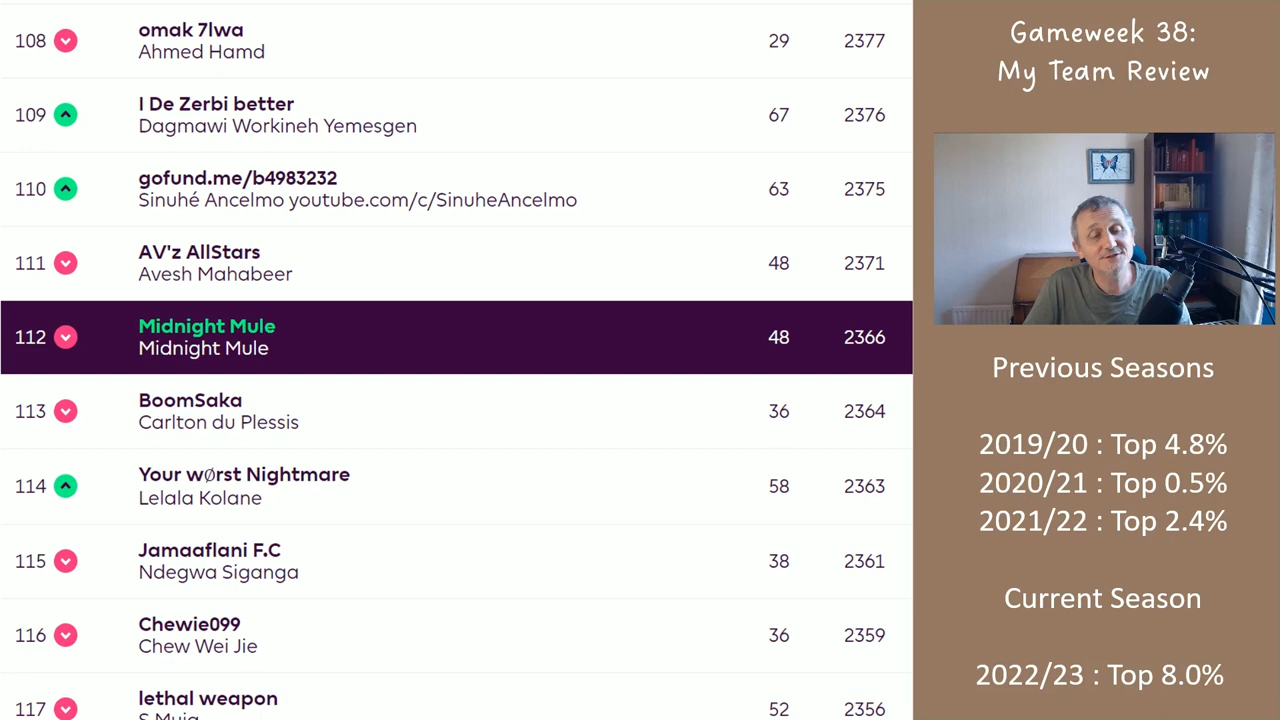 108 omak 7lwa 29 2377
Ahmed Hamd
109 I De Zerbi better 67 2376
Dagmawi Workineh Yemesgen
110 gofund.me/b4983232 63 2375
Sinuhé Ancelmo youtube.com/c/SinuheAncelmo
111 AV'z AllStars 48 2371
Avesh Mahabeer
112 Midnight Mule 48 2366
Midnight Mule
113 BoomSaka 36 2364
Carlton du Plessis
114 Your wØrst Nightmare 58 2363
Lelala Kolane
115 Jamaaflani F.C 38 2361
Ndegwa Siganga
116 Chewie099 36 2359
Chew Wei Jie
117 lethal weapon 52 2356
Gameweek 38:
My Team Review
Previous Seasons
2019/20 : Top 4.8%
2020/21 : Top 0.5%
2021/22 : Top 2.4%
Current Season
2022/23 : Top 8.0%